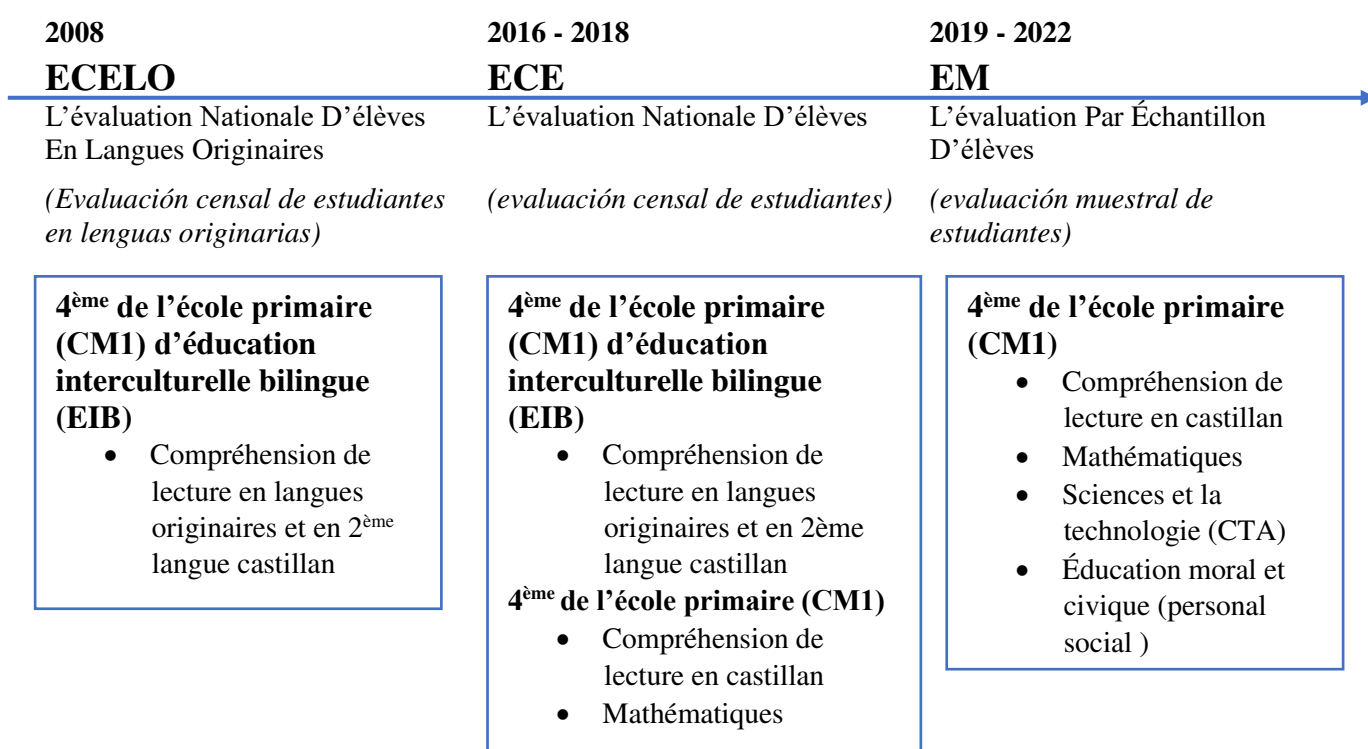 2008
ECELO
L'évaluation Nationale D'élèves
En Langues Originaires
(Evaluación censal de estudiantes
en lenguas originarias)
4ème de l'école primaire
(CM1) d'éducation
interculturelle bilingue
(EIB)
• Compréhension de
lecture en langues
originaires et en 2ème
langue castillan
2016 - 2018
ECE
L'évaluation Nationale D'élèves
(evaluación censal de estudiantes)
4ème de l'école primaire
(CM1) d'éducation
interculturelle bilingue
(EIB)
• Compréhension de
lecture en langues
originaires et en 2ème
langue castillan
4ème de l'école primaire (CM1)
• Compréhension de
lecture en castillan
• Mathématiques
2019 - 2022
EM
L'évaluation Par Échantillon
D'élèves
(evaluación muestral de
estudiantes)
4ème de l'école primaire
(CM1)
• Compréhension de
lecture en castillan
• Mathématiques
• Sciences et la
technologie (CTA)
• Éducation moral et
civique (personal
social )